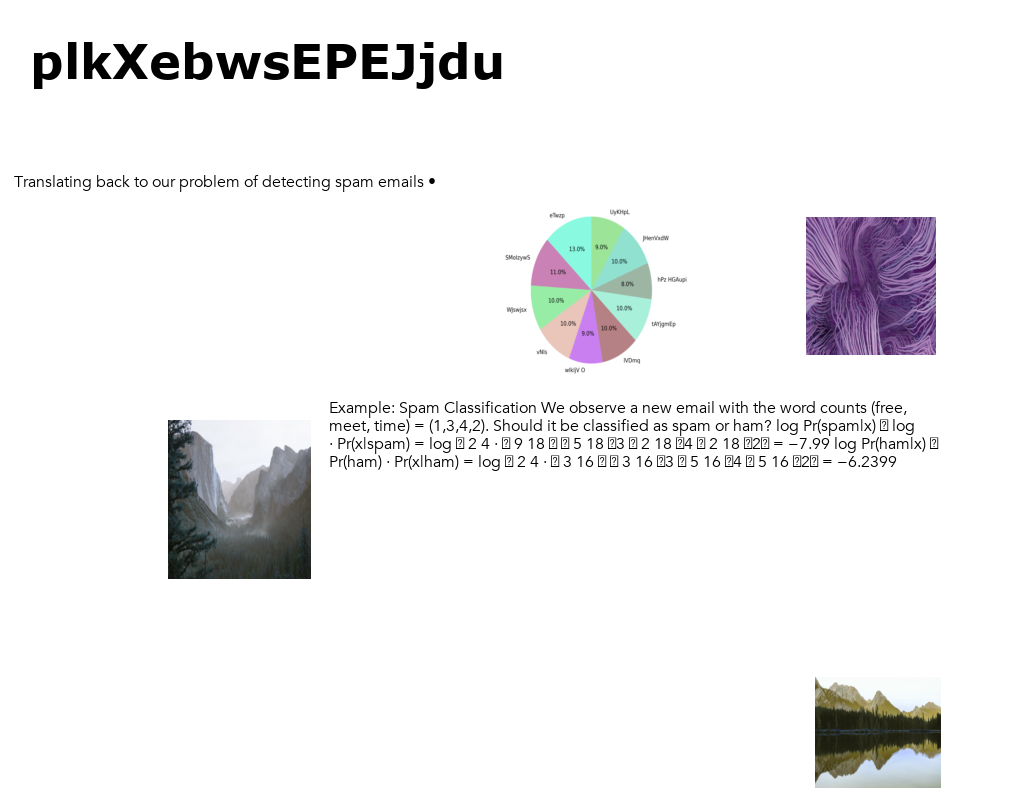 plkXebwsEPEJjdu
Translating back to our problem of detecting spam emails •
eTwzp
UyKHpL
JHenVxdW
hPz HGAupi
tAYjgmEp
lVDmq
wlkIjV O
vNls
WJswjsx
SMolzywS
13.0%
9.0%
10.0%
8.0%
10.0%
10.0%
9.0%
10.0%
10.0%
11.0%
Example: Spam Classification We observe a new email with the word counts (free,
meet, time) = (1,3,4,2). Should it be classified as spam or ham? log Pr(spam|x) � log
· Pr(x|spam) = log � 2 4 · � 9 18 � � 5 18 �3 � 2 18 �4 � 2 18 �2� = −7.99 log Pr(ham|x) �
Pr(ham) · Pr(x|ham) = log � 2 4 · � 3 16 � � 3 16 �3 � 5 16 �4 � 5 16 �2� = −6.2399